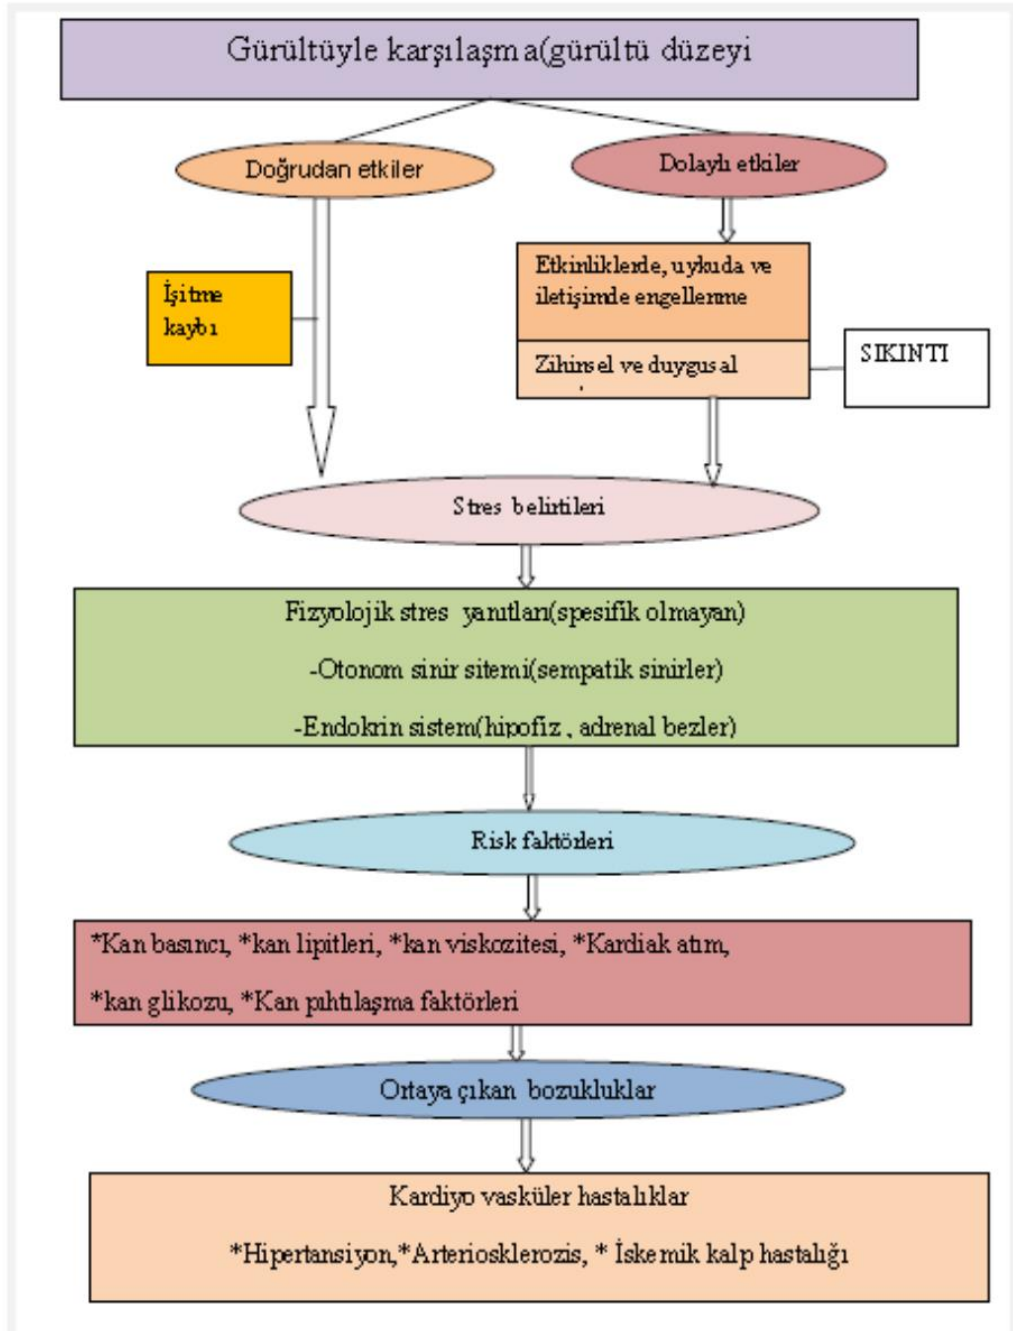 Gürültüyle karşılaşma(gürültü düzeyi
Doğrudan etkiler
Dolaylı etkiler
İşitme
kaybı
Etkinliklerde, uykuda ve
iletişimde engellenme
Zihinsel ve duygusal
SIKINTI
Stres belirtileri
Fizyolojik stres yanıtları(spesifik olmayan)
-Otonom sinir sitemi(sempatik sinirler)
-Endokrin sistem(hipofiz , adrenal bezler)
Risk faktörleri
*Kan basıncı, *kan lipitleri, *kan viskozitesi, *Kardiak atım,
*kan glikozu, *Kan pıhtılaşma faktörleri
Ortaya çıkan bozukluklar
Kardiyo vasküler hastalıklar
*Hipertansiyon,*Arteriosklerozis, * İskemik kalp hastalığı